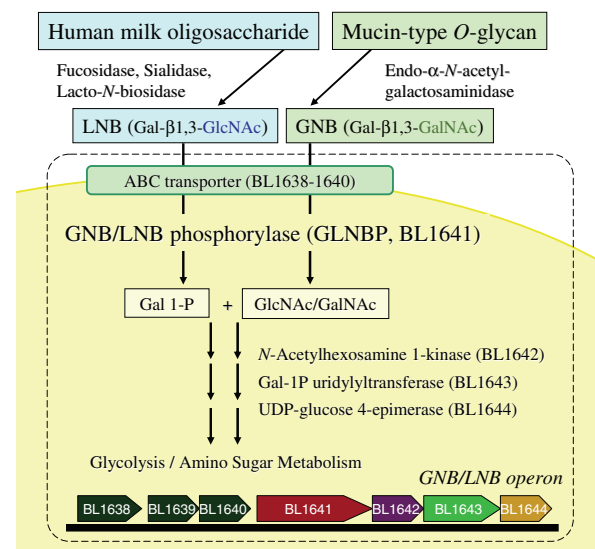 Human milk oligosaccharide
Mucin-type O-glycan
Fucosidase, Sialidase,
Lacto-N-biosidase
Endo-α-N-acetyl-
galactosaminidase
LNB (Gal-β1,3-GlcNAc)
GNB (Gal-β1,3-GalNAc)
ABC transporter (BL1638-1640)
GNB/LNB phosphorylase (GLNBP, BL1641)
Gal 1-P + GlcNAc/GalNAc
N-Acetylhexosamine 1-kinase (BL1642)
Gal-1P uridylyltransferase (BL1643)
UDP-glucose 4-epimerase (BL1644)
Glycolysis / Amino Sugar Metabolism
GNB/LNB operon
BL1638 BL1639 BL1640 BL1641 BL1642 BL1643 BL1644